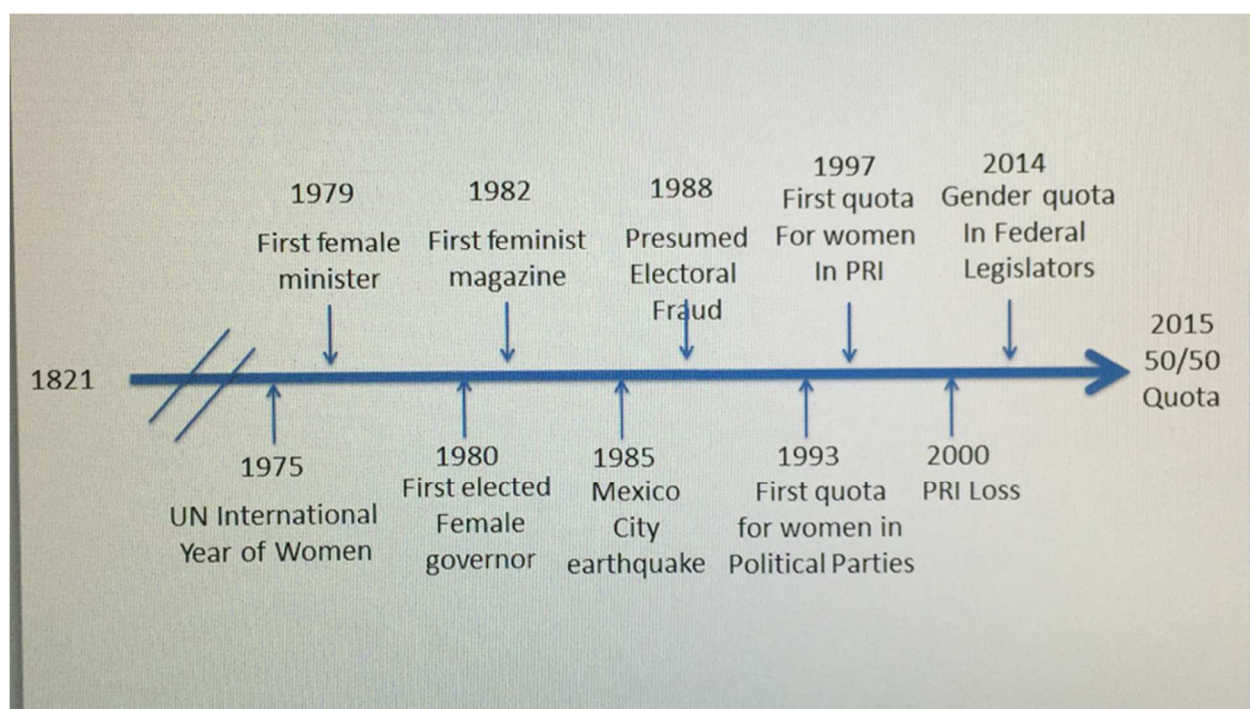 1821
1975
UN International
Year of Women
1979
First female
minister
1980
First elected
Female
governor
1982
First feminist
magazine
1985
Mexico
City
earthquake
1988
Presumed
Electoral
Fraud
1993
First quota
for women in
Political Parties
1997
First quota
For women
In PRI
2000
PRI Loss
2014
Gender quota
In Federal
Legislators
2015
50/50
Quota